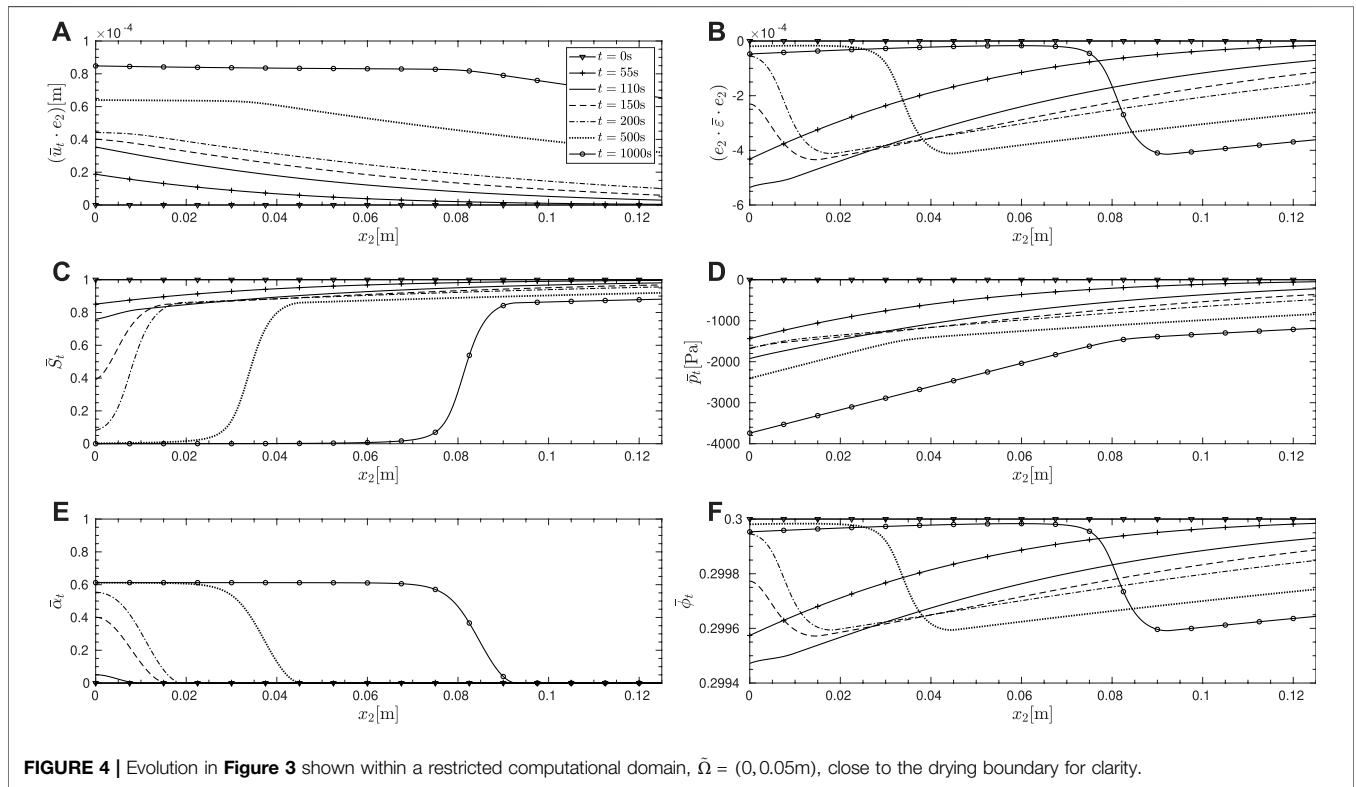 A
×10⁻⁴
1
0.8
0.6
0.4
0.2
0
(ū_t · e₂)[m]
0 0.02 0.04 0.06 0.08 0.1 0.12
x₂[m]
t = 0s
t = 55s
t = 110s
t = 150s
t = 200s
t = 500s
t = 1000s
B
×10⁻⁴
0
-2
-4
-6
(e₂ · ε̄ · e₂)
0 0.02 0.04 0.06 0.08 0.1 0.12
x₂[m]
C
1
0.8
0.6
0.4
0.2
0
S̄_t
0 0.02 0.04 0.06 0.08 0.1 0.12
x₂[m]
D
0
-1000
-2000
-3000
-4000
p̄_t[Pa]
0 0.02 0.04 0.06 0.08 0.1 0.12
x₂[m]
E
1
0.8
0.6
0.4
0.2
0
ᾱ_t
0 0.02 0.04 0.06 0.08 0.1 0.12
x₂[m]
F
0.3
0.2998
0.2996
0.2994
ϕ̄_t
0 0.02 0.04 0.06 0.08 0.1 0.12
x₂[m]
FIGURE 4 | Evolution in Figure 3 shown within a restricted computational domain, Ω̃ = (0, 0.05m), close to the drying boundary for clarity.